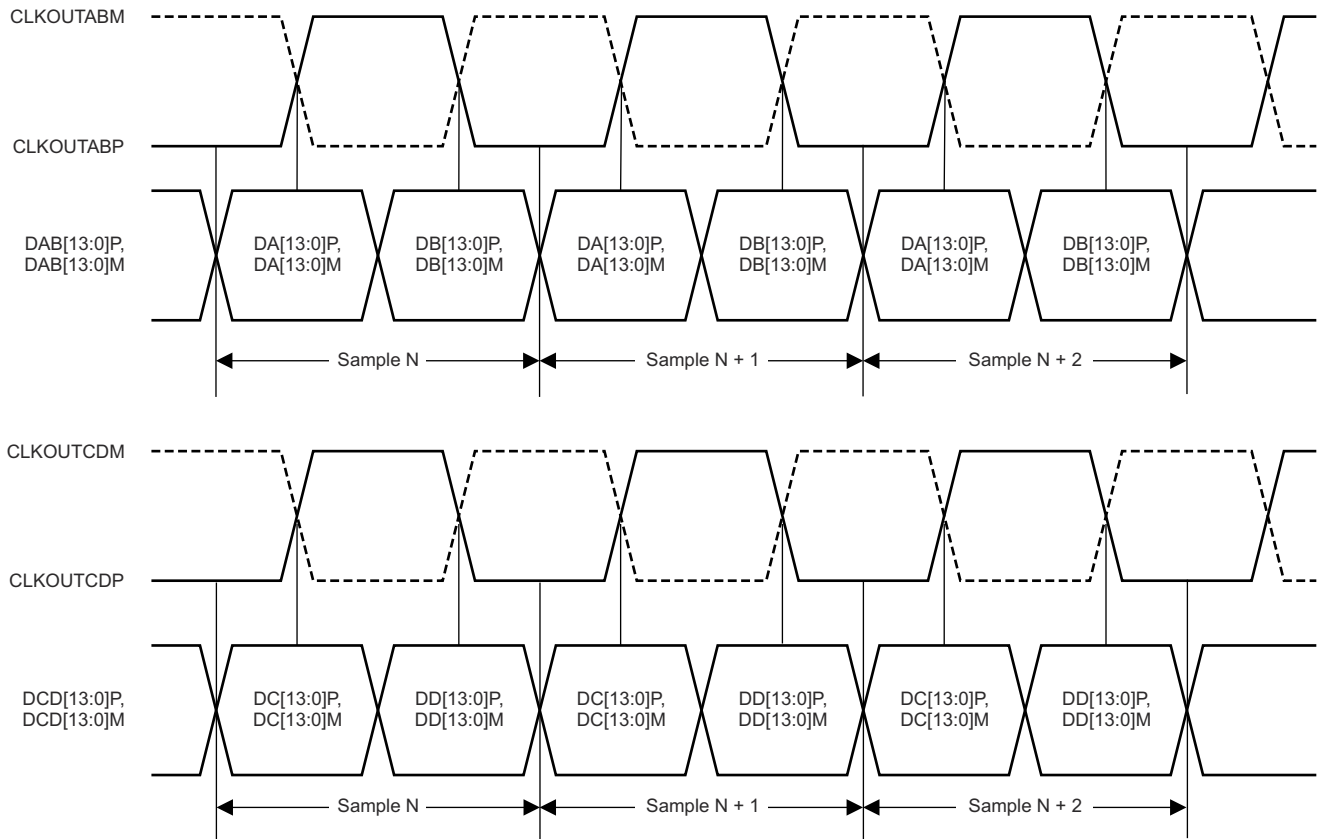 CLKOUTABM
CLKOUTABP
DAB[13:0]P,
DAB[13:0]M
DA[13:0]P,
DA[13:0]M
DB[13:0]P,
DB[13:0]M
DA[13:0]P,
DA[13:0]M
DB[13:0]P,
DB[13:0]M
DA[13:0]P,
DA[13:0]M
DB[13:0]P,
DB[13:0]M
Sample N
Sample N + 1
Sample N + 2
CLKOUTCDM
CLKOUTCDP
DCD[13:0]P,
DCD[13:0]M
DC[13:0]P,
DC[13:0]M
DD[13:0]P,
DD[13:0]M
DC[13:0]P,
DC[13:0]M
DD[13:0]P,
DD[13:0]M
DC[13:0]P,
DC[13:0]M
DD[13:0]P,
DD[13:0]M
Sample N
Sample N + 1
Sample N + 2